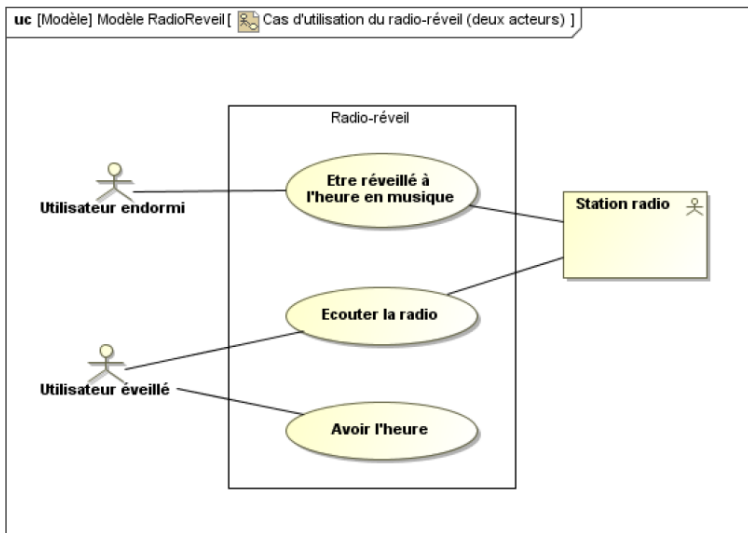 uc [Modèle] Modèle RadioReveil [ Cas d'utilisation du radio-réveil (deux acteurs) ]
Radio-réveil
Etre réveillé à
l'heure en musique
Utilisateur endormi
Station radio
Ecouter la radio
Utilisateur éveillé
Avoir l'heure